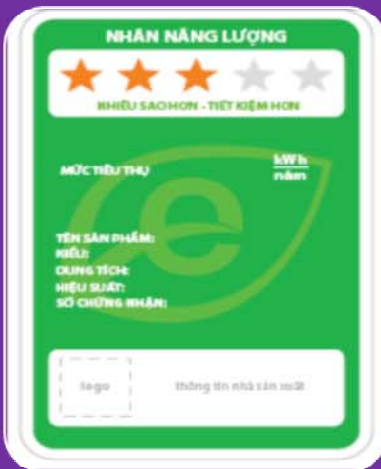 NHÃN NĂNG LƯỢNG
NHIỀU SAO HƠN - TIẾT KIỆM HƠN
MỨC TIÊU THỤ
kWh
năm
TÊN SẢN PHẨM:
KIỂU:
DUNG TÍCH:
HIỆU SUẤT:
SỐ CHỨNG NHẬN:
logo
thông tin nhà sản xuất